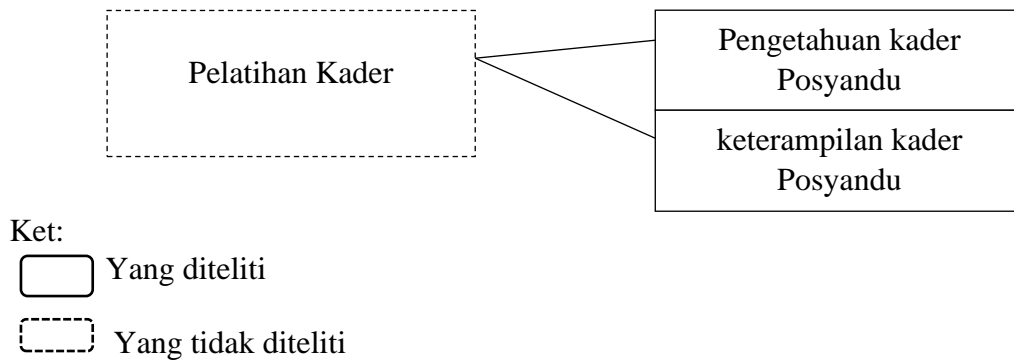 Pelatihan Kader
Pengetahuan kader
Posyandu
keterampilan kader
Posyandu
Ket:
Yang diteliti
Yang tidak diteliti